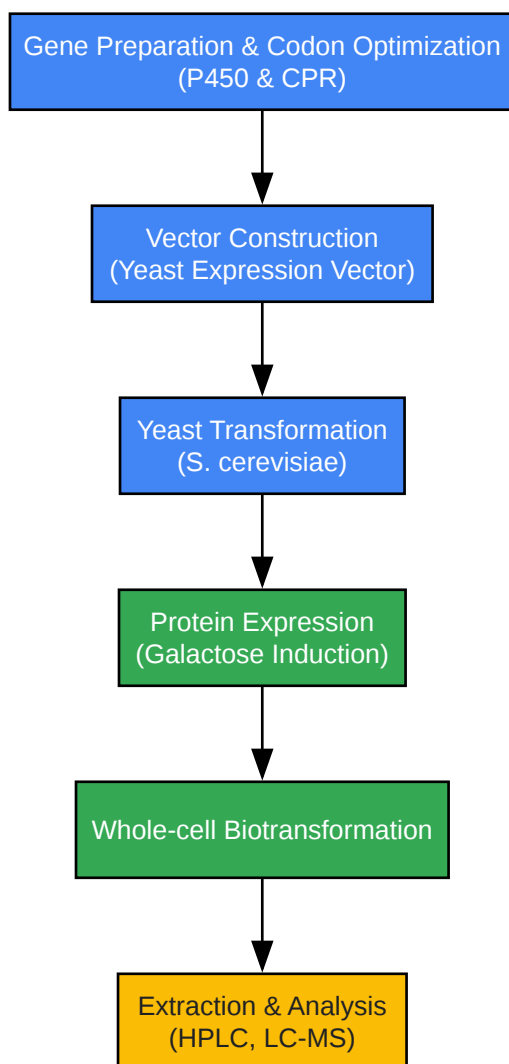 Gene Preparation & Codon Optimization
(P450 & CPR)
Vector Construction
(Yeast Expression Vector)
Yeast Transformation
(S. cerevisiae)
Protein Expression
(Galactose Induction)
Whole-cell Biotransformation
Extraction & Analysis
(HPLC, LC-MS)